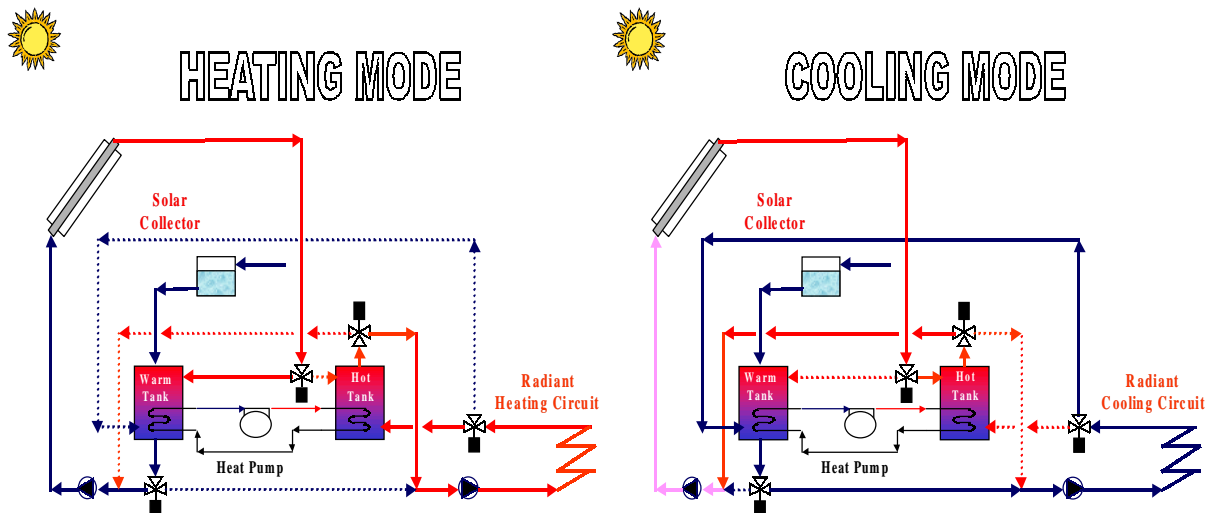 HEATING MODE
Solar
Collector
Warm
Tank
Hot
Tank
Radiant
Heating Circuit
Heat Pump
COOLING MODE
Solar
Collector
Warm
Tank
Hot
Tank
Radiant
Cooling Circuit
Heat Pump